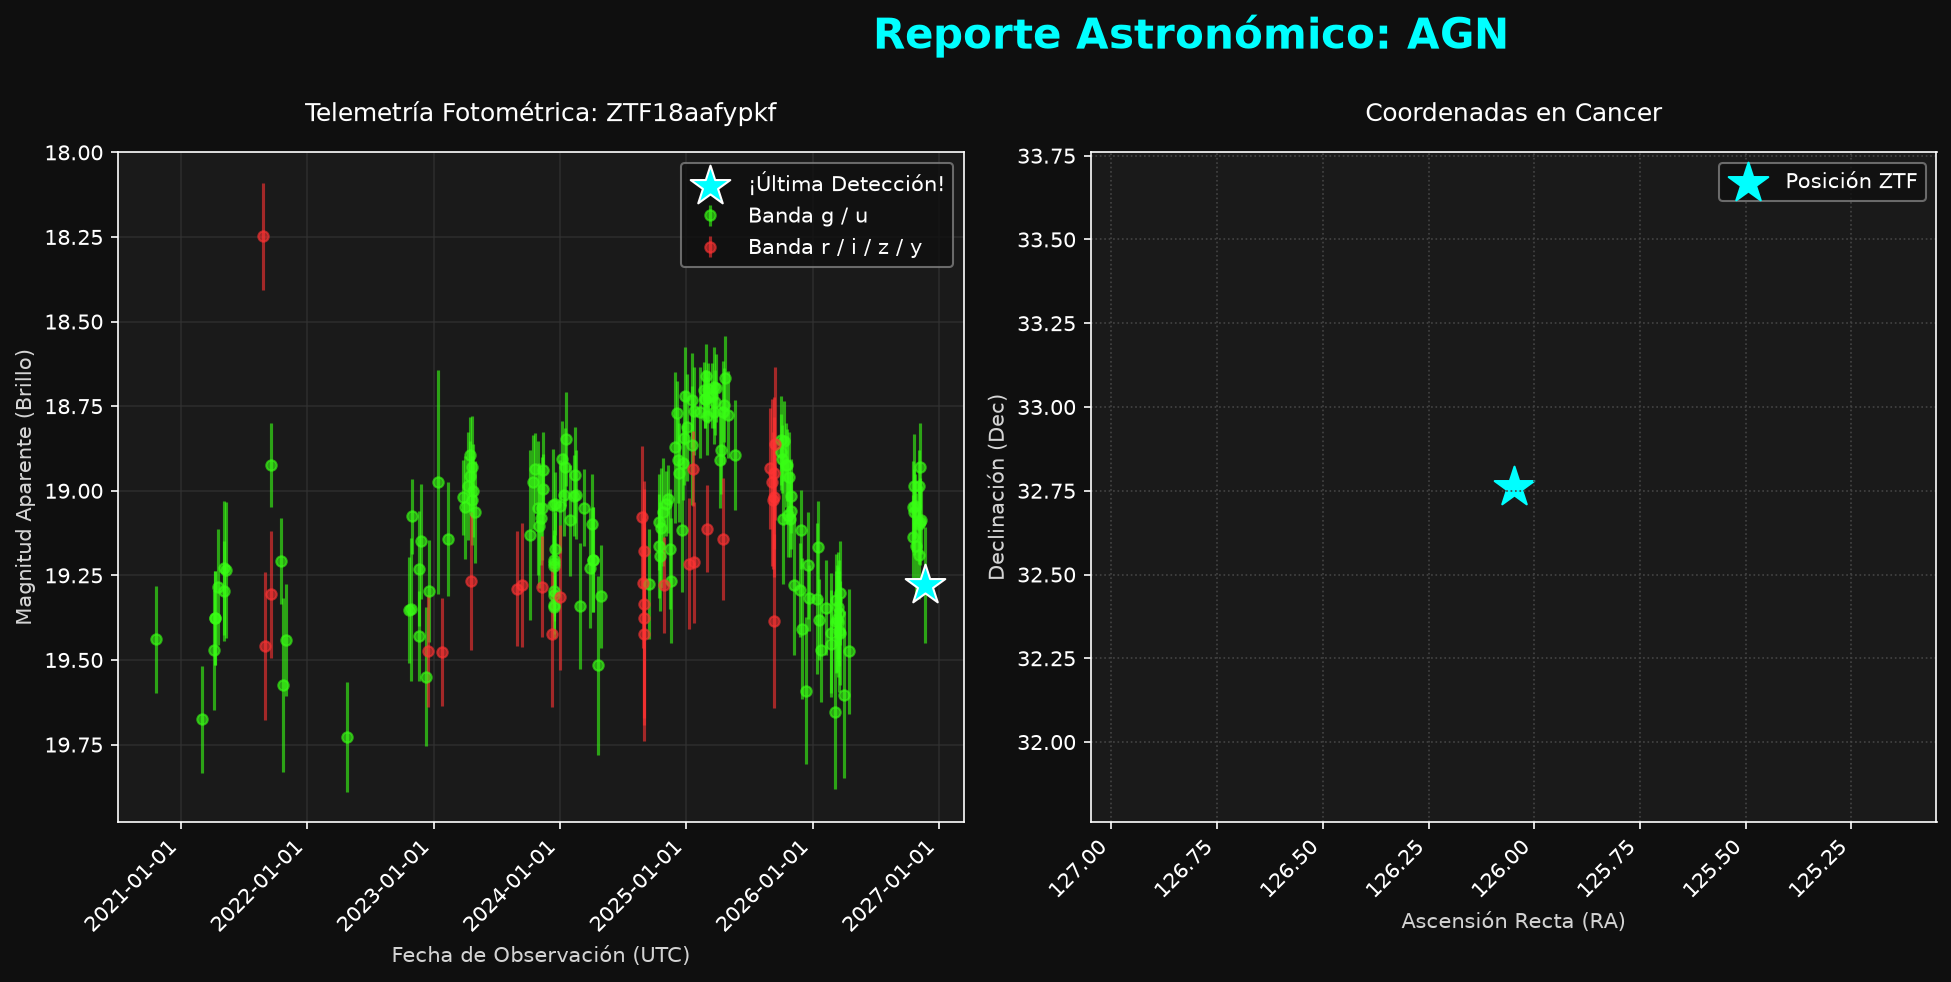 Reporte Astronómico: AGN
Telemetría Fotométrica: ZTF18aafypkf
Magnitud Aparente (Brillo)
18.00
18.25
18.50
18.75
19.00
19.25
19.50
19.75
¡Última Detección!
Banda g / u
Banda r / i / z / y
2021-01-01
2022-01-01
2023-01-01
2024-01-01
2025-01-01
2026-01-01
2027-01-01
Fecha de Observación (UTC)
Coordenadas en Cancer
Declinación (Dec)
33.75
33.50
33.25
33.00
32.75
32.50
32.25
32.00
Posición ZTF
127.00
126.75
126.50
126.25
126.00
125.75
125.50
125.25
Ascensión Recta (RA)